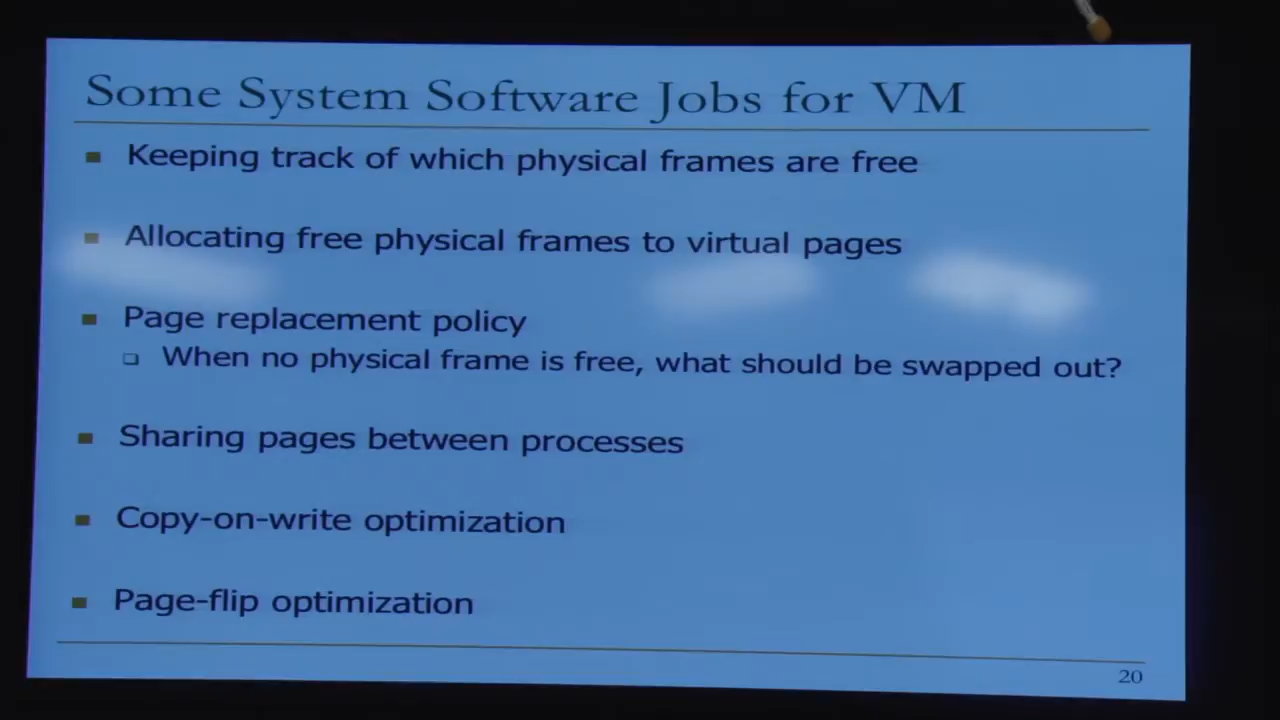 Some System Software Jobs for VM
Keeping track of which physical frames are free
Allocating free physical frames to virtual pages
Page replacement policy
When no physical frame is free, what should be swapped out?
Sharing pages between processes
Copy-on-write optimization
Page-flip optimization
20